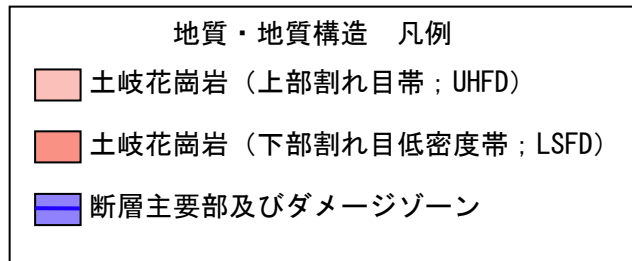 地質・地質構造　凡例
土岐花崗岩（上部割れ目帯；UHFD）
土岐花崗岩（下部割れ目低密度帯；LSFD）
断層主要部及びダメージゾーン